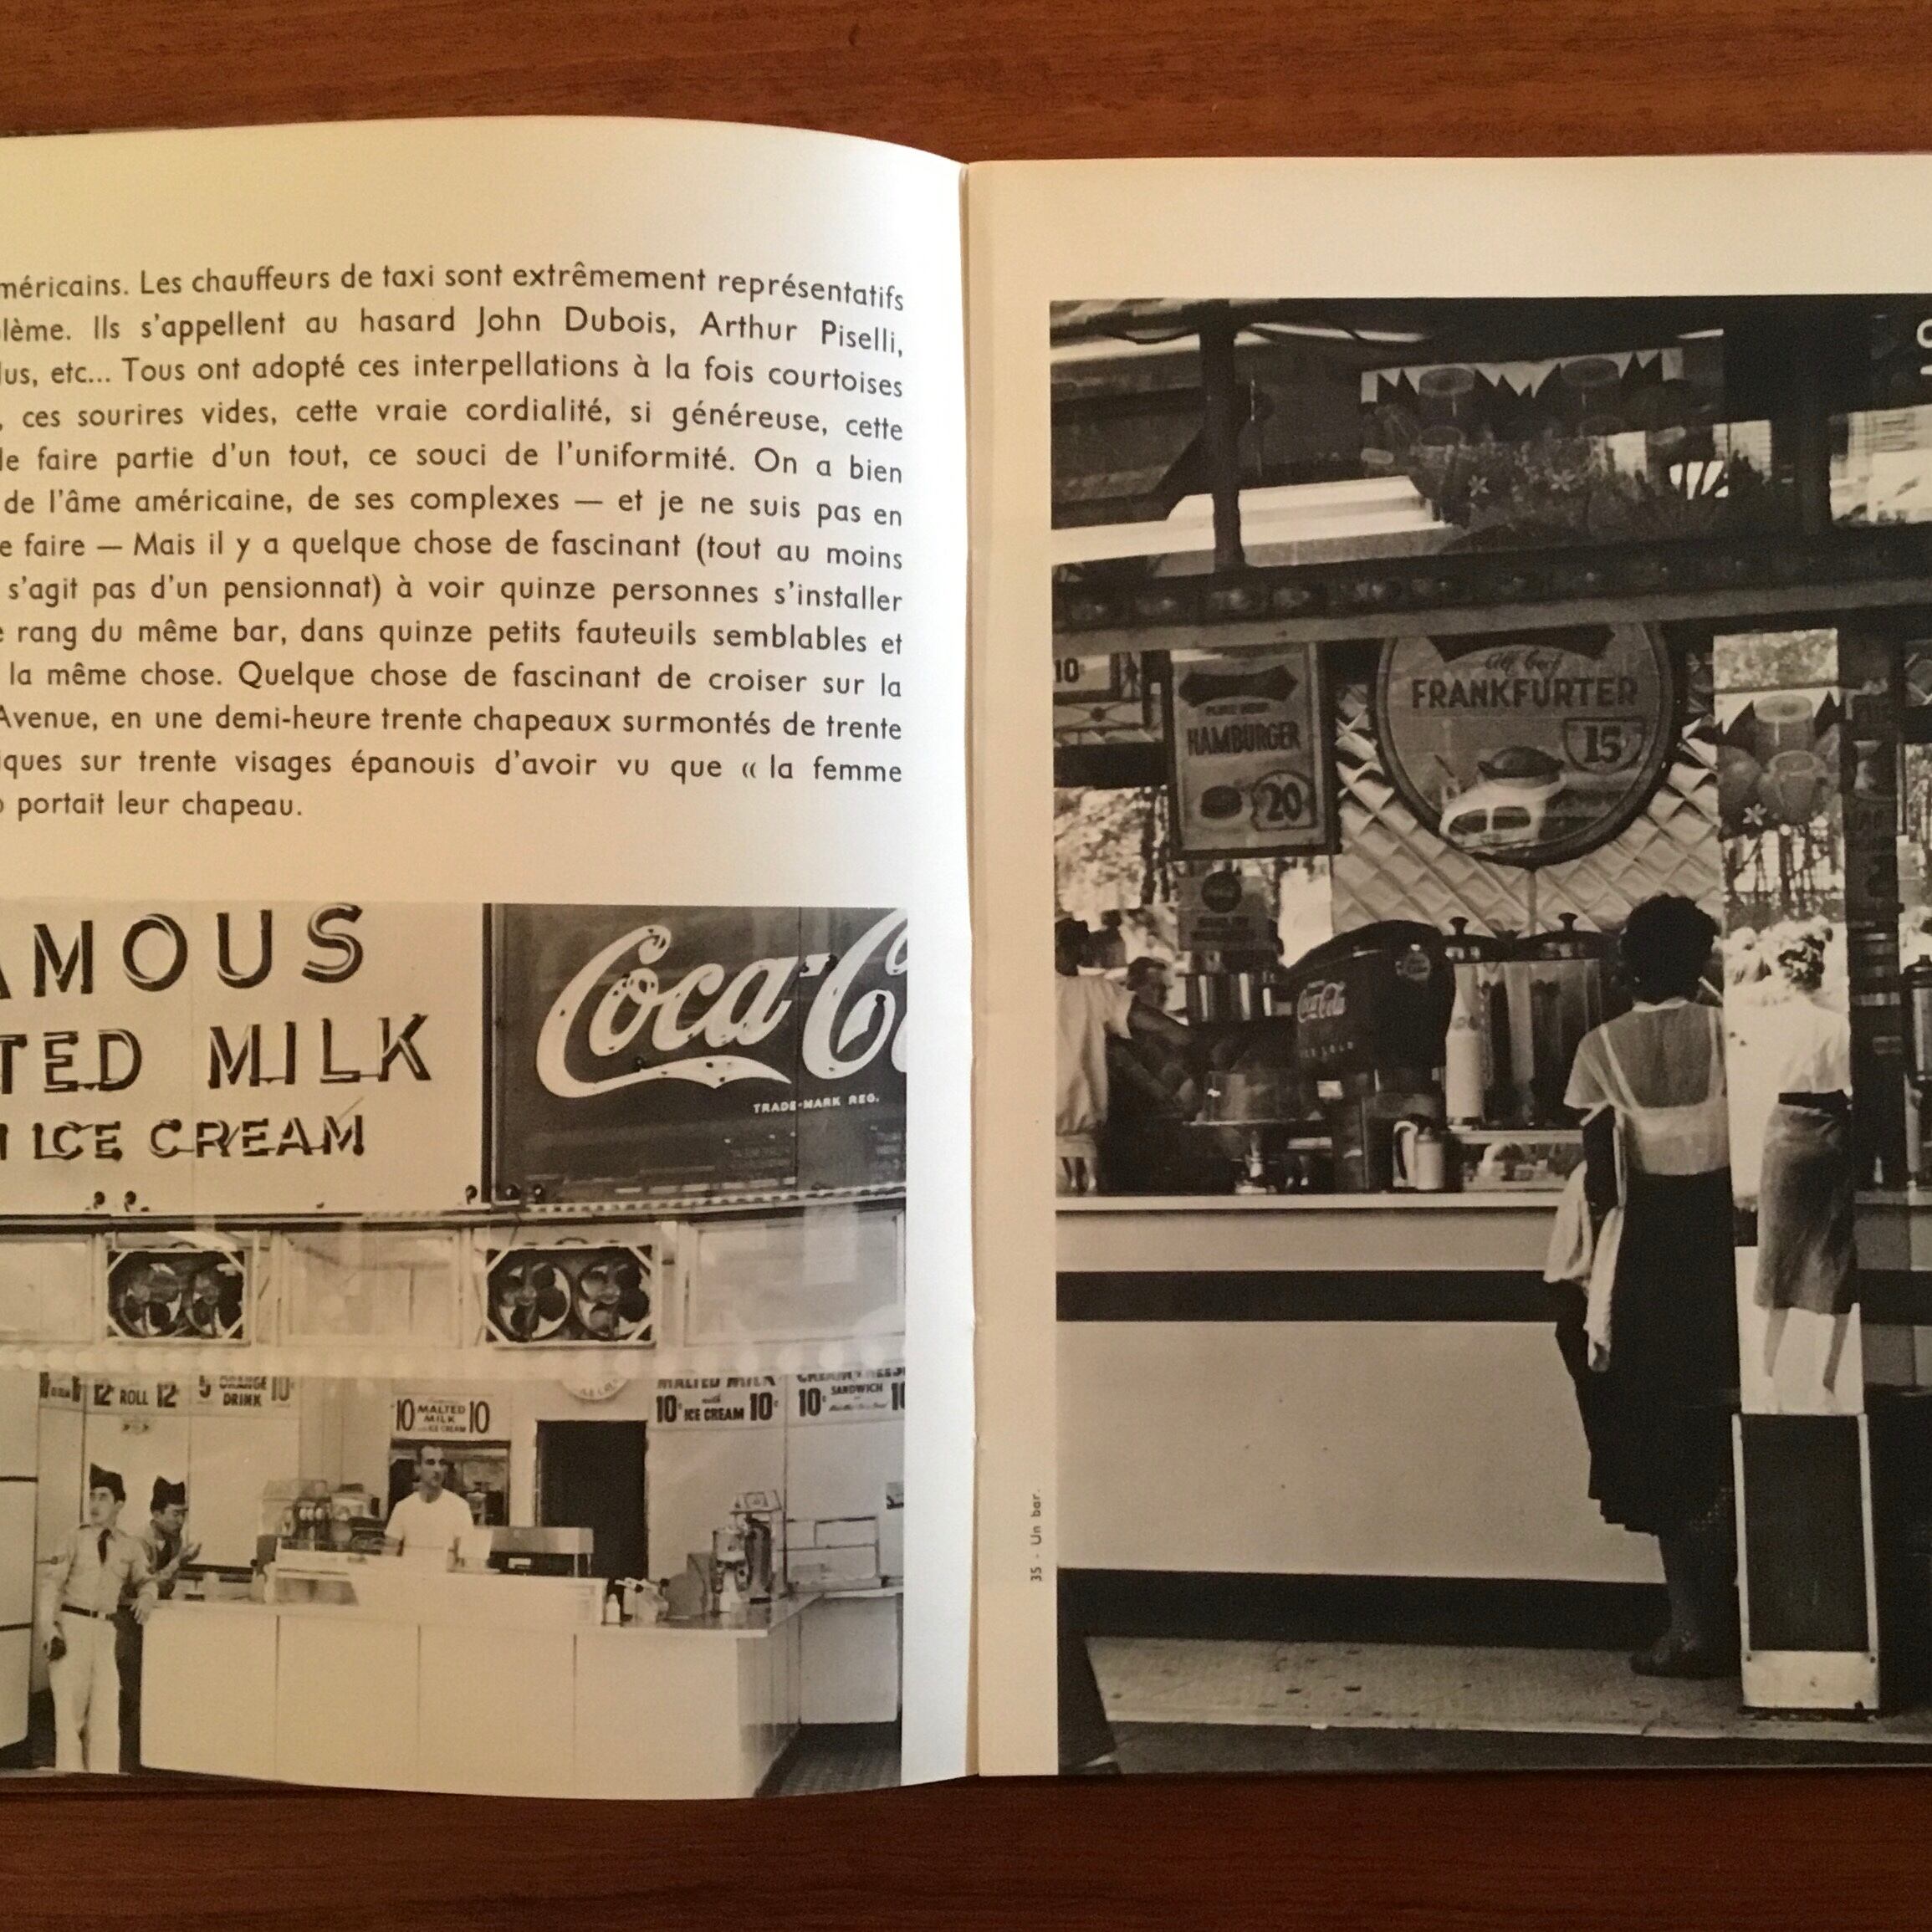 méricains. Les chauffeurs de taxi sont extrêmement représentatifs
lème. Ils s'appellent au hasard John Dubois, Arthur Piselli,
lus, etc... Tous ont adopté ces interpellations à la fois courtoises
, ces sourires vides, cette vraie cordialité, si généreuse, cette
de faire partie d'un tout, ce souci de l'uniformité. On a bien
de l'âme américaine, de ses complexes — et je ne suis pas en
e faire — Mais il y a quelque chose de fascinant (tout au moins
s'agit pas d'un pensionnat) à voir quinze personnes s'installer
e rang du même bar, dans quinze petits fauteuils semblables et
la même chose. Quelque chose de fascinant de croiser sur la
Avenue, en une demi-heure trente chapeaux surmontés de trente
iques sur trente visages épanouis d'avoir vu que « la femme
» portait leur chapeau.
AMOUS
TED MILK
ICE CREAM
Coca-C
TRADE-MARK REG.
12¢ ROLL 12¢
5 ORANGE DRINK 10¢
10 MALTED MILK 10
MALTED MILK
10¢ with ICE CREAM 10¢
10¢ SANDWICH 10
35 - Un bar.
10¢
HAMBURGER
20
All Beef
FRANKFURTER
15
Coca-Cola